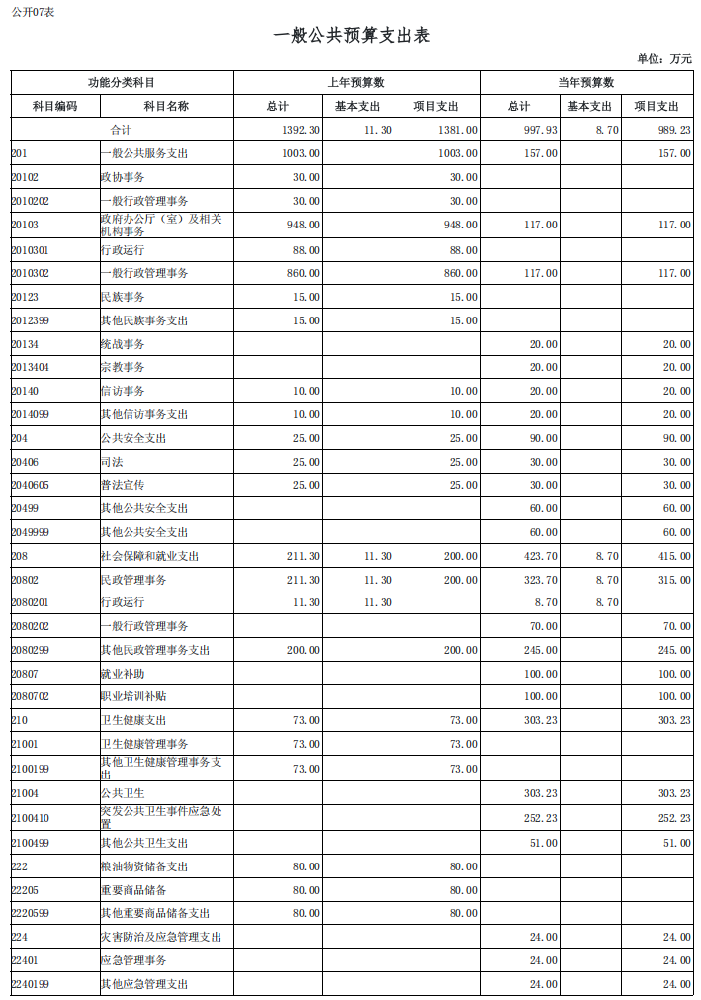 公开07表
一般公共预算支出表
单位：万元
功能分类科目 上年预算数 当年预算数
科目编码 科目名称 总计 基本支出 项目支出 总计 基本支出 项目支出
合计 1392.30 11.30 1381.00 997.93 8.70 989.23
201 一般公共服务支出 1003.00 1003.00 157.00 157.00
20102 政协事务 30.00 30.00
2010202 一般行政管理事务 30.00 30.00
20103 政府办公厅（室）及相关
机构事务 948.00 948.00 117.00 117.00
2010301 行政运行 88.00 88.00
2010302 一般行政管理事务 860.00 860.00 117.00 117.00
20123 民族事务 15.00 15.00
2012399 其他民族事务支出 15.00 15.00
20134 统战事务 20.00 20.00
2013404 宗教事务 20.00 20.00
20140 信访事务 10.00 10.00 20.00 20.00
2014099 其他信访事务支出 10.00 10.00 20.00 20.00
204 公共安全支出 25.00 25.00 90.00 90.00
20406 司法 25.00 25.00 30.00 30.00
2040605 普法宣传 25.00 25.00 30.00 30.00
20499 其他公共安全支出 60.00 60.00
2049999 其他公共安全支出 60.00 60.00
208 社会保障和就业支出 211.30 11.30 200.00 423.70 8.70 415.00
20802 民政管理事务 211.30 11.30 200.00 323.70 8.70 315.00
2080201 行政运行 11.30 11.30 8.70 8.70
2080202 一般行政管理事务 70.00 70.00
2080299 其他民政管理事务支出 200.00 200.00 245.00 245.00
20807 就业补助 100.00 100.00
2080702 职业培训补贴 100.00 100.00
210 卫生健康支出 73.00 73.00 303.23 303.23
21001 卫生健康管理事务 73.00 73.00
2100199 其他卫生健康管理事务支
出 73.00 73.00
21004 公共卫生 303.23 303.23
2100410 突发公共卫生事件应急处
置 252.23 252.23
2100499 其他公共卫生支出 51.00 51.00
222 粮油物资储备支出 80.00 80.00
22205 重要商品储备 80.00 80.00
2220599 其他重要商品储备支出 80.00 80.00
224 灾害防治及应急管理支出 24.00 24.00
22401 应急管理事务 24.00 24.00
2240199 其他应急管理支出 24.00 24.00